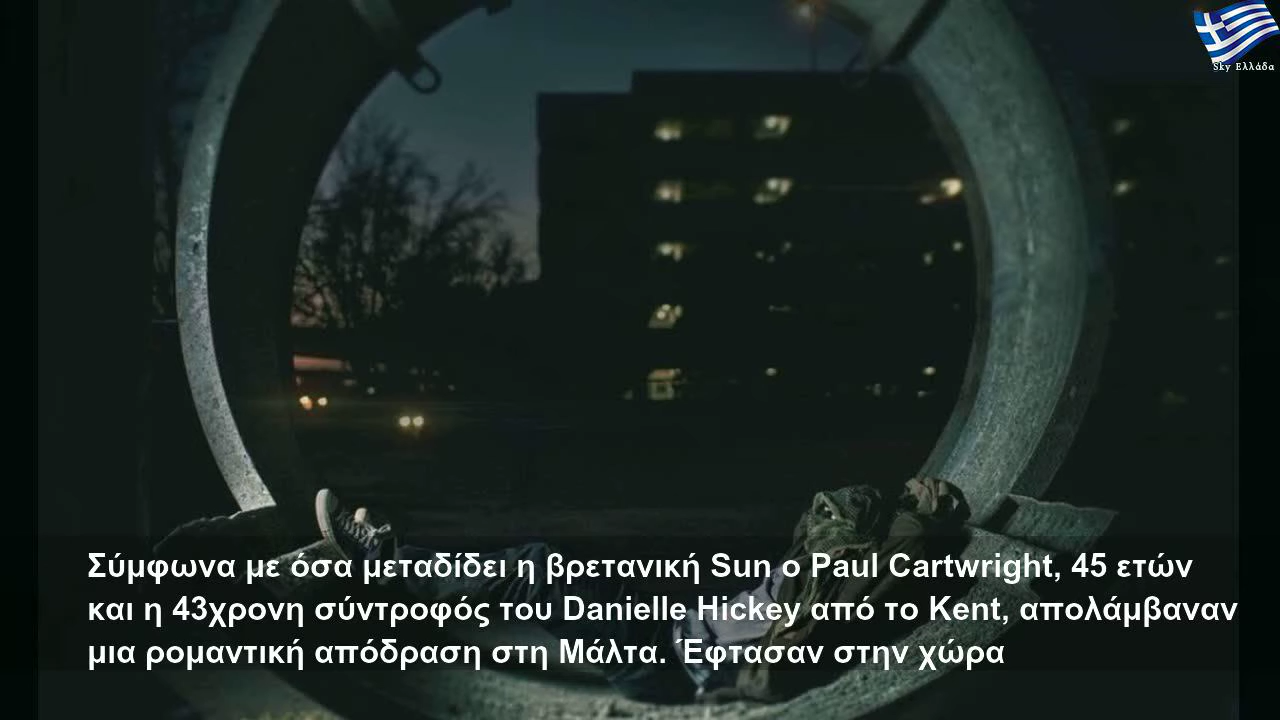 Sky Ελλάδα
Σύμφωνα με όσα μεταδίδει η βρετανική Sun ο Paul Cartwright, 45 ετών
και η 43χρονη σύντροφός του Danielle Hickey από το Kent, απολάμβαναν
μια ρομαντική απόδραση στη Μάλτα. Έφτασαν στην χώρα